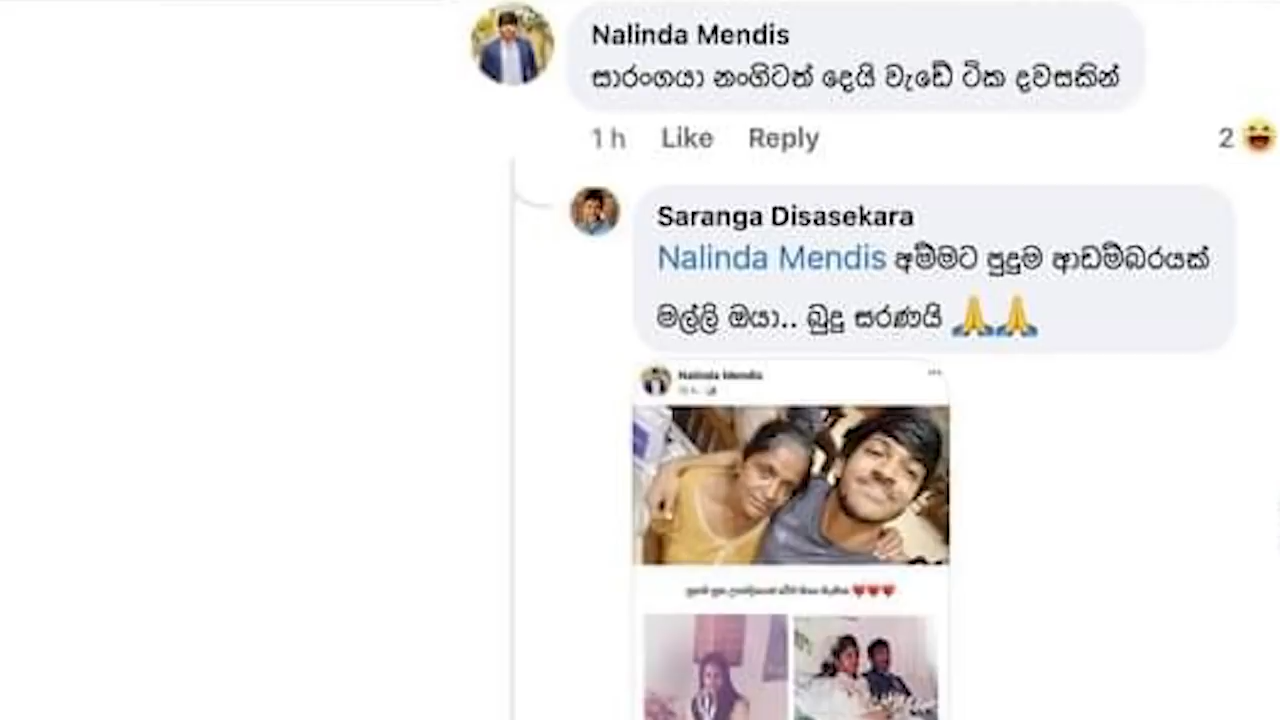 Nalinda Mendis
සාරංගයා නංගිටත් දෙයි වැඩේ ටික දවසකින්
1 h Like Reply 2
Saranga Disasekara
Nalinda Mendis අම්මට පුදුම ආඩම්බරයක්
මල්ලි ඔයා.. බුදු සරණයි 🙏🙏
Nalinda Mendis